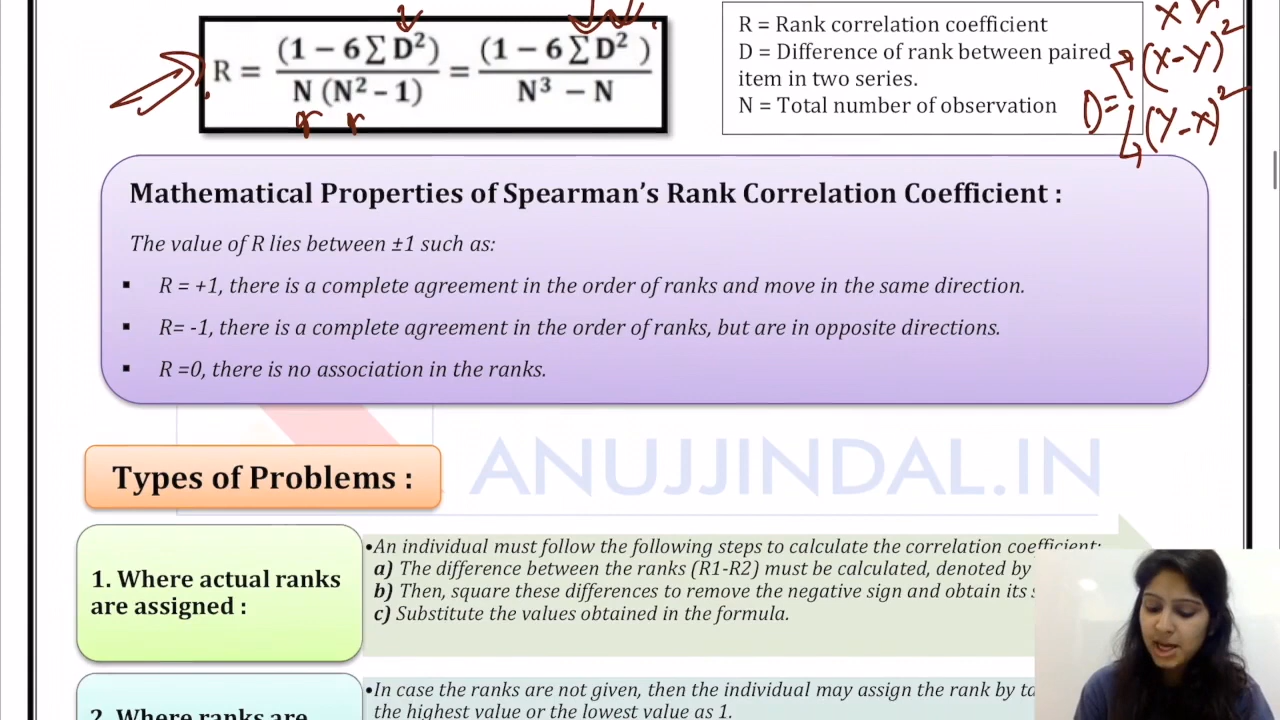 R = (1 − 6 ∑ D²) / N (N² − 1) = (1 − 6 ∑ D² ) / N³ − N
R = Rank correlation coefficient
D = Difference of rank between paired
item in two series.
N = Total number of observation
X Y
D = (X-Y)²
(Y-X)²
Mathematical Properties of Spearman's Rank Correlation Coefficient :
The value of R lies between ±1 such as:
▪ R = +1, there is a complete agreement in the order of ranks and move in the same direction.
▪ R= -1, there is a complete agreement in the order of ranks, but are in opposite directions.
▪ R =0, there is no association in the ranks.
ANUJJINDAL.IN
Types of Problems :
1. Where actual ranks
are assigned :
•An individual must follow the following steps to calculate the correlation coefficient:
a) The difference between the ranks (R1-R2) must be calculated, denoted by
b) Then, square these differences to remove the negative sign and obtain its
c) Substitute the values obtained in the formula.
2. Where ranks are
•In case the ranks are not given, then the individual may assign the rank by
the highest value or the lowest value as 1.